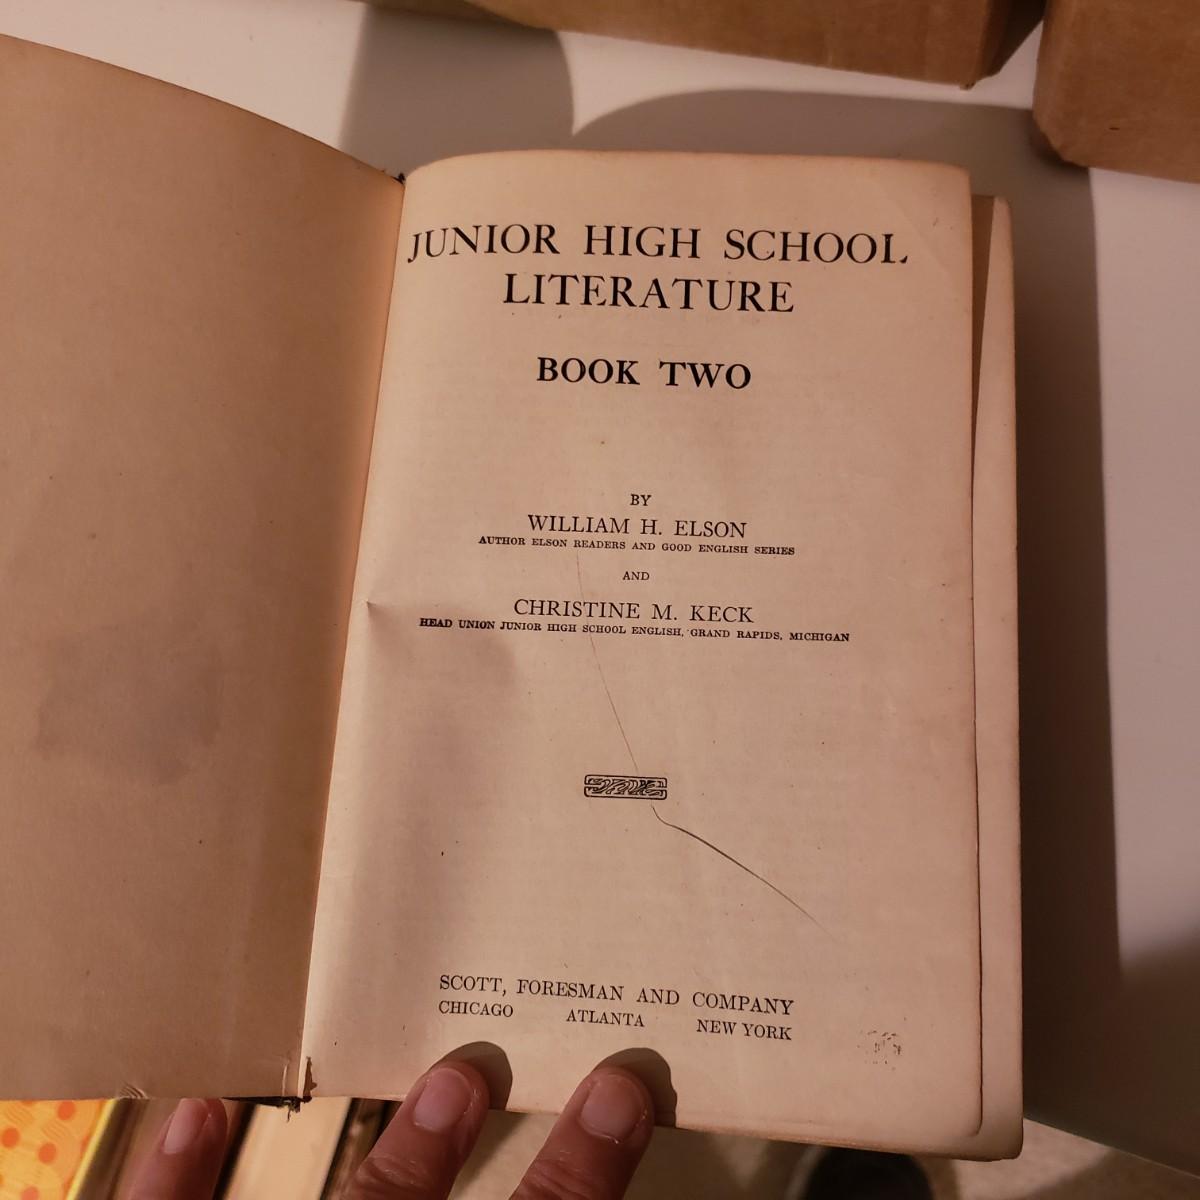 JUNIOR HIGH SCHOOL
LITERATURE
BOOK TWO
BY
WILLIAM H. ELSON
AUTHOR ELSON READERS AND GOOD ENGLISH SERIES
AND
CHRISTINE M. KECK
HEAD UNION JUNIOR HIGH SCHOOL ENGLISH, GRAND RAPIDS, MICHIGAN
SCOTT, FORESMAN AND COMPANY
CHICAGO ATLANTA NEW YORK